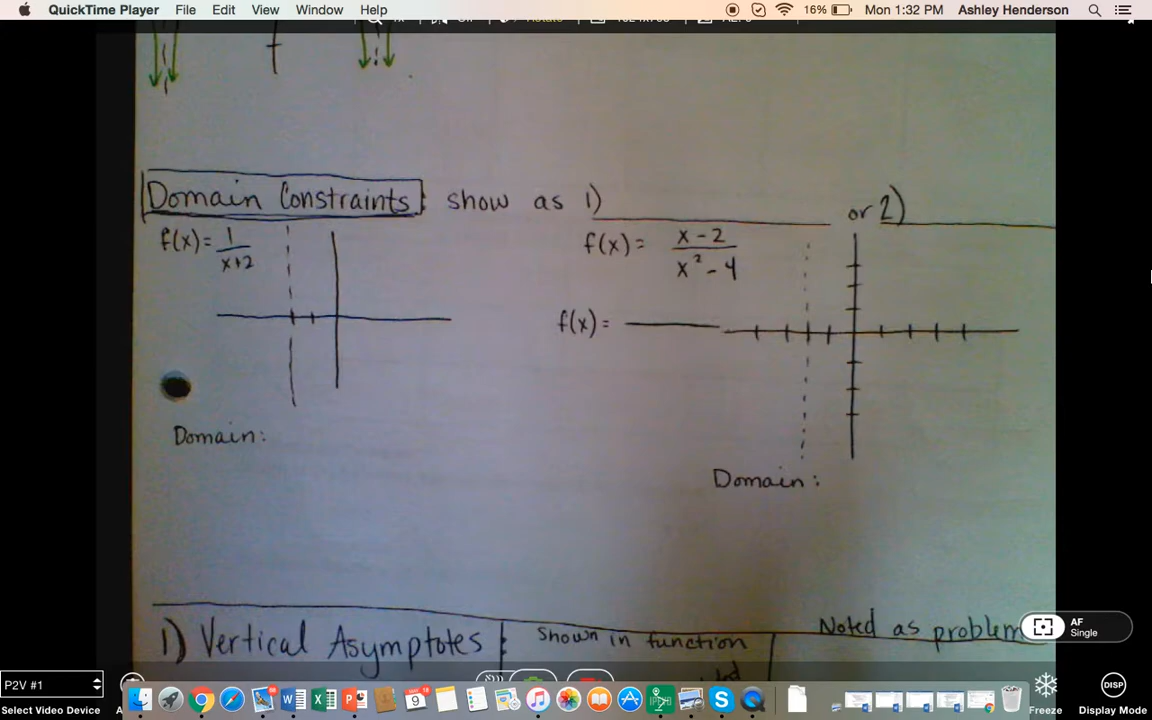 QuickTime Player File Edit View Window Help 16% Mon 1:32 PM Ashley Henderson
Domain Constraints: show as 1) or 2)
f(x)= 1/x+2
f(x)= x-2/x²-4
f(x)=
Domain:
Domain:
1) Vertical Asymptotes: Shown in function Noted as problem
AF
Single
P2V #1
Select Video Device
Freeze
DISP
Display Mode